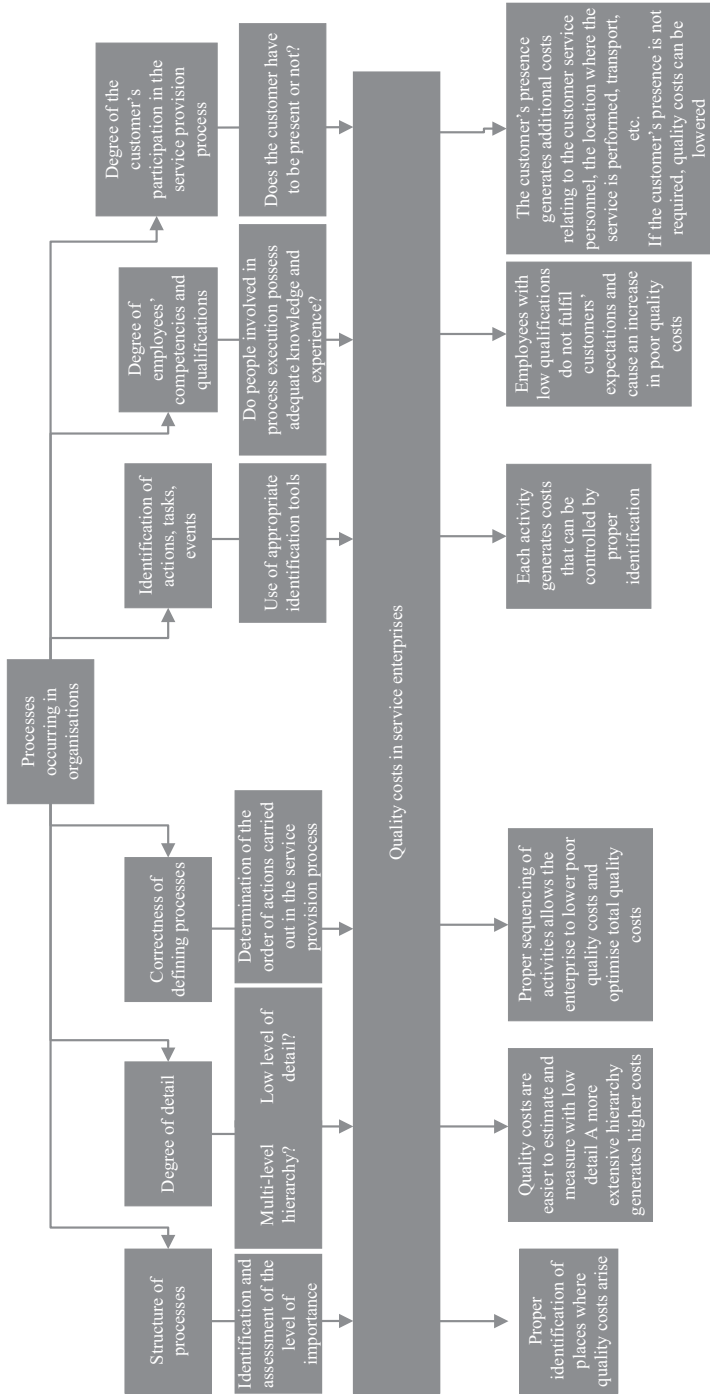 Processes
occurring in
organisations
Structure of
processes
Degree of detail
Correctness of
defining processes
Identification of
actions, tasks,
events
Degree of
employees’
competencies and
qualifications
Degree of the
customer’s
participation in the
service provision
process
Identification and
assessment of the
level of
importance
Multi-level
hierarchy?
Low level of
detail?
Determination of the
order of actions carried
out in the service
provision process
Use of appropriate
identification tools
Do people involved in
process execution possess
adequate knowledge and
experience?
Does the customer have
to be present or not?
Quality costs in service enterprises
Proper
identification of
places where
quality costs arise
Quality costs are
easier to estimate and
measure with low
detail A more
extensive hierarchy
generates higher costs
Proper sequencing of
activities allows the
enterprise to lower poor
quality costs and
optimise total quality
costs
Each activity
generates costs
that can be
controlled by
proper
identification
Employees with
low qualifications
do not fulfil
customers’
expectations and
cause an increase
in poor quality
costs
The customer’s presence
generates additional costs
relating to the customer service
personnel, the location where the
service is performed, transport,
etc.
If the customer’s presence is not
required, quality costs can be
lowered